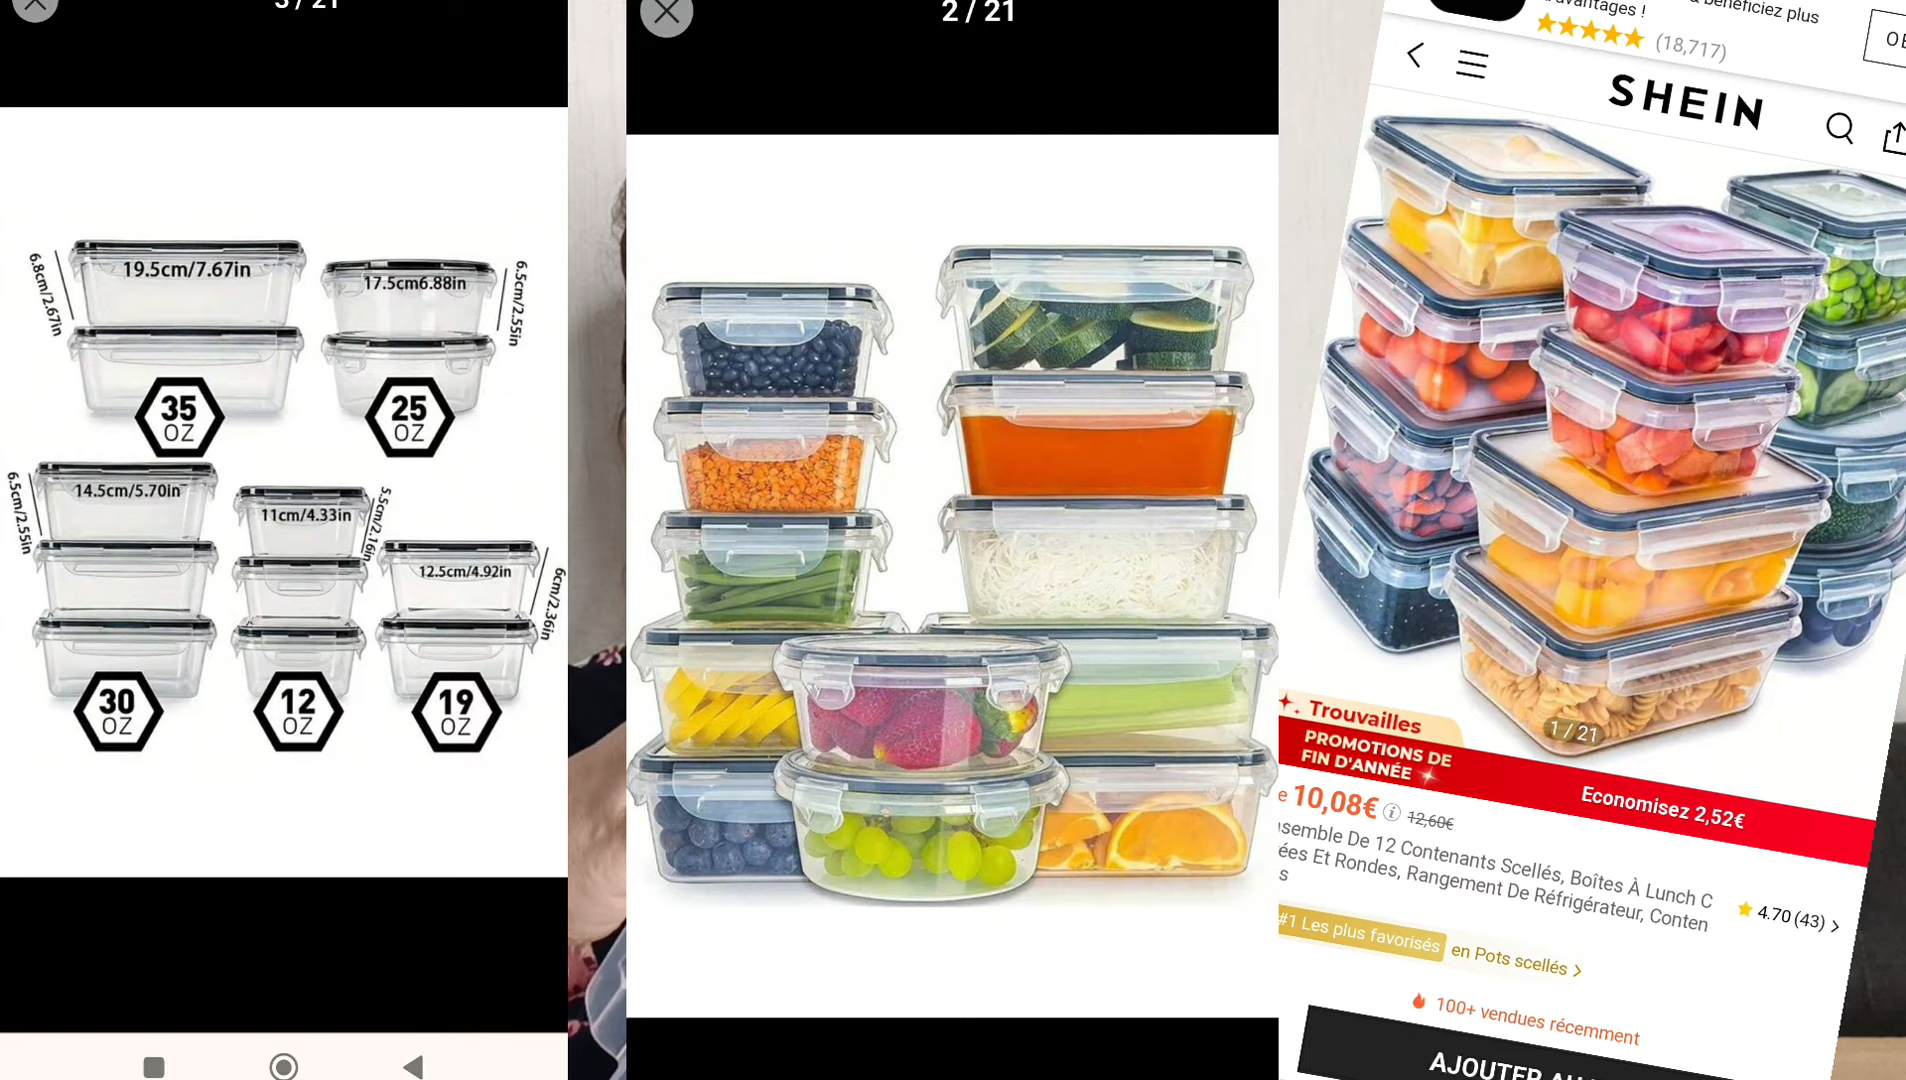 3 / 21
19.5cm/7.67in
6.8cm/2.67in
17.5cm6.88in
6.5cm/2.55in
35
OZ
25
OZ
14.5cm/5.70in
6.5cm/2.55in
11cm/4.33in
5.5cm/2.16in
12.5cm/4.92in
6cm/2.36in
30
OZ
12
OZ
19
OZ
2 / 21
bénéficiez plus
avantages !
(18,717)
SHEIN
1 / 21
Trouvailles
PROMOTIONS DE
FIN D'ANNÉE
Economisez 2,52€
e 10,08€ 12,60€
semble De 12 Contenants Scellés, Boîtes À Lunch C
ées Et Rondes, Rangement De Réfrigérateur, Conten
s
4.70 (43) >
#1 Les plus favorisés en Pots scellés >
100+ vendues récemment
AJOUTER AU